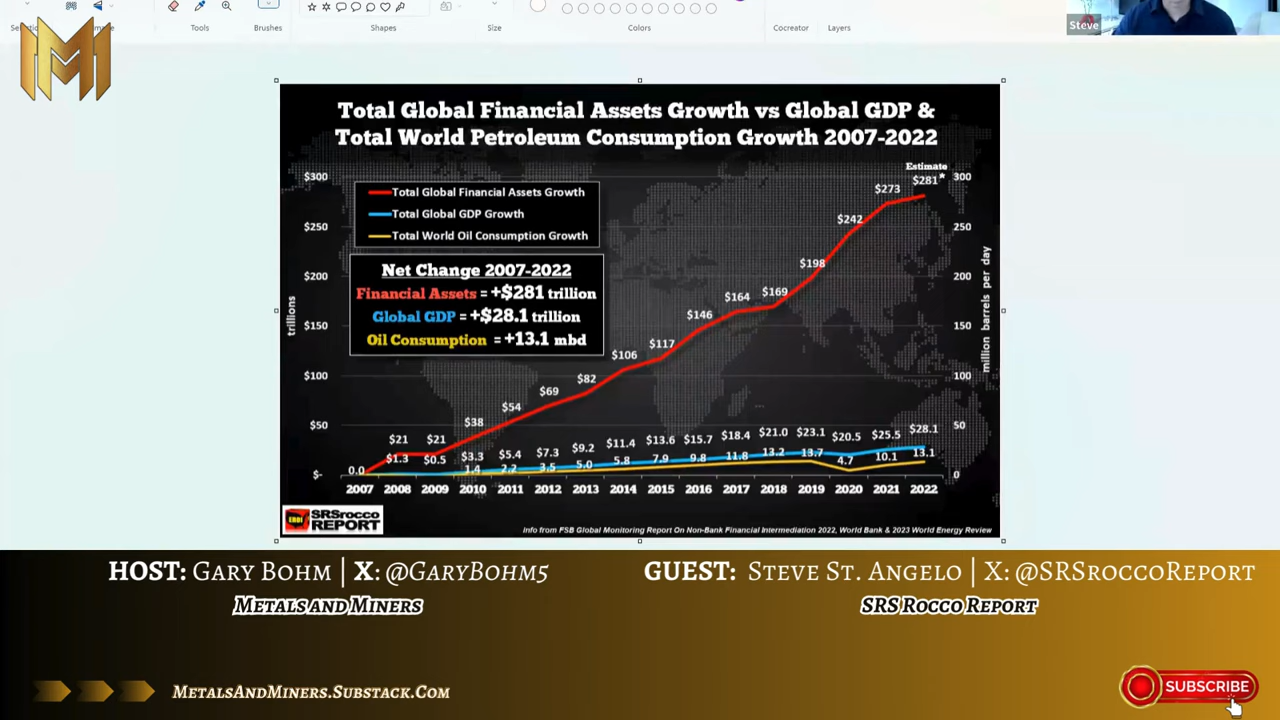 Tools
Brushes
Shapes
Size
Colors
Cocreator
Layers
Steve
Total Global Financial Assets Growth vs Global GDP &
Total World Petroleum Consumption Growth 2007-2022
Estimate
$300
$281*
300
$273
Total Global Financial Assets Growth
Total Global GDP Growth
Total World Oil Consumption Growth
$250
$242
250
Net Change 2007-2022
Financial Assets = +$281 trillion
Global GDP = +$28.1 trillion
Oil Consumption = +13.1 mbd
trillions
million barrels per day
$200
$198
200
$150
$146
$164
$169
150
$100
$106
$117
100
$50
$21
$21
$38
$54
$69
$82
50
$1.3
$0.5
$3.3
$5.4
$7.3
$9.2
$11.4
$13.6
$15.7
$18.4
$21.0
$23.1
$20.5
$25.5
$28.1
0.0
1.4
2.2
3.5
5.0
5.8
7.9
9.8
11.8
13.2
13.7
4.7
10.1
13.1
$-
0
2007 2008 2009 2010 2011 2012 2013 2014 2015 2016 2017 2018 2019 2020 2021 2022
SRSrocco
REPORT
Info from FSB Global Monitoring Report On Non-Bank Financial Intermediation 2022, World Bank & 2023 World Energy Review
HOST: Gary Bohm | X: @GaryBohm5
Metals and Miners
GUEST: Steve St. Angelo | X: @SRSroccoReport
SRS Rocco Report
MetalsAndMiners.Substack.Com
SUBSCRIBE